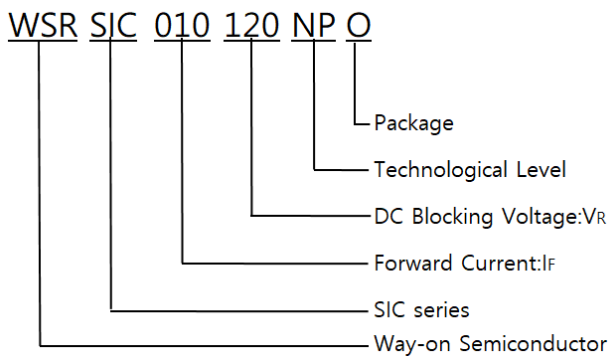 WSR SIC 010 120 NP O
Package
Technological Level
DC Blocking Voltage:VR
Forward Current:IF
SIC series
Way-on Semiconductor